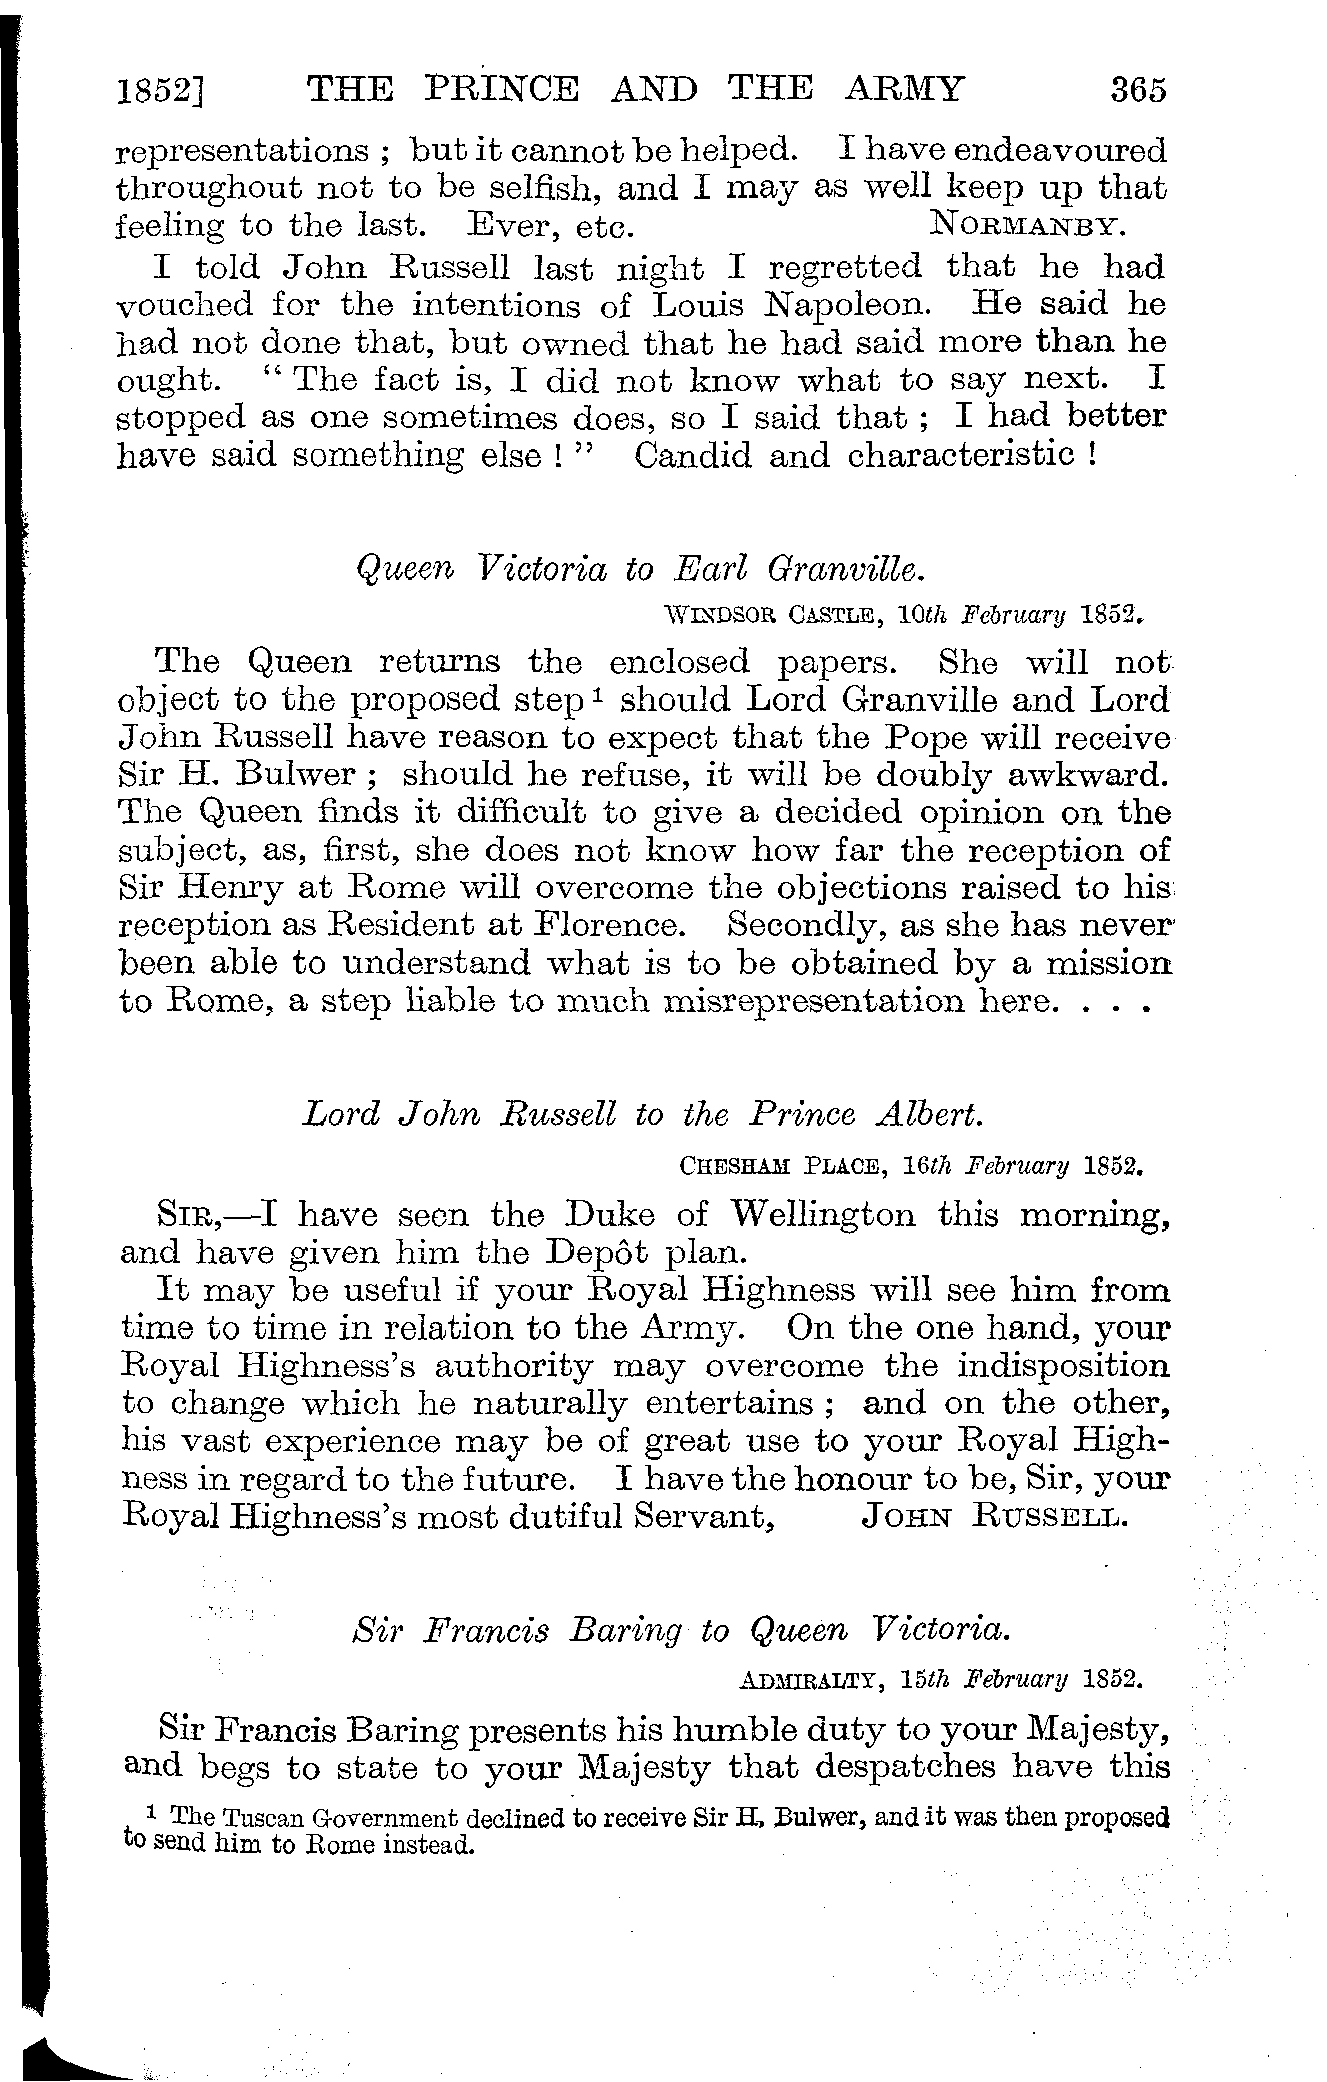 1852] THE PRINCE AND THE ARMY 365
representations ; but it cannot be helped. I have endeavoured
throughout not to be selfish, and I may as well keep up that
feeling to the last. Ever, etc. NORMANBY.
I told John Russell last night I regretted that he had
vouched for the intentions of Louis Napoleon. He said he
had not done that, but owned that he had said more than he
ought. “ The fact is, I did not know what to say next. I
stopped as one sometimes does, so I said that ; I had better
have said something else ! ” Candid and characteristic !
Queen Victoria to Earl Granville.
WINDSOR CASTLE, 10th February 1852.
The Queen returns the enclosed papers. She will not
object to the proposed step ¹ should Lord Granville and Lord
John Russell have reason to expect that the Pope will receive
Sir H. Bulwer ; should he refuse, it will be doubly awkward.
The Queen finds it difficult to give a decided opinion on the
subject, as, first, she does not know how far the reception of
Sir Henry at Rome will overcome the objections raised to his
reception as Resident at Florence. Secondly, as she has never
been able to understand what is to be obtained by a mission
to Rome, a step liable to much misrepresentation here. . . .
Lord John Russell to the Prince Albert.
CHESHAM PLACE, 16th February 1852.
SIR,—I have seen the Duke of Wellington this morning,
and have given him the Depôt plan.
It may be useful if your Royal Highness will see him from
time to time in relation to the Army. On the one hand, your
Royal Highness's authority may overcome the indisposition
to change which he naturally entertains ; and on the other,
his vast experience may be of great use to your Royal High-
ness in regard to the future. I have the honour to be, Sir, your
Royal Highness's most dutiful Servant, JOHN RUSSELL.
Sir Francis Baring to Queen Victoria.
ADMIRALTY, 15th February 1852.
Sir Francis Baring presents his humble duty to your Majesty,
and begs to state to your Majesty that despatches have this
¹ The Tuscan Government declined to receive Sir H. Bulwer, and it was then proposed
to send him to Rome instead.